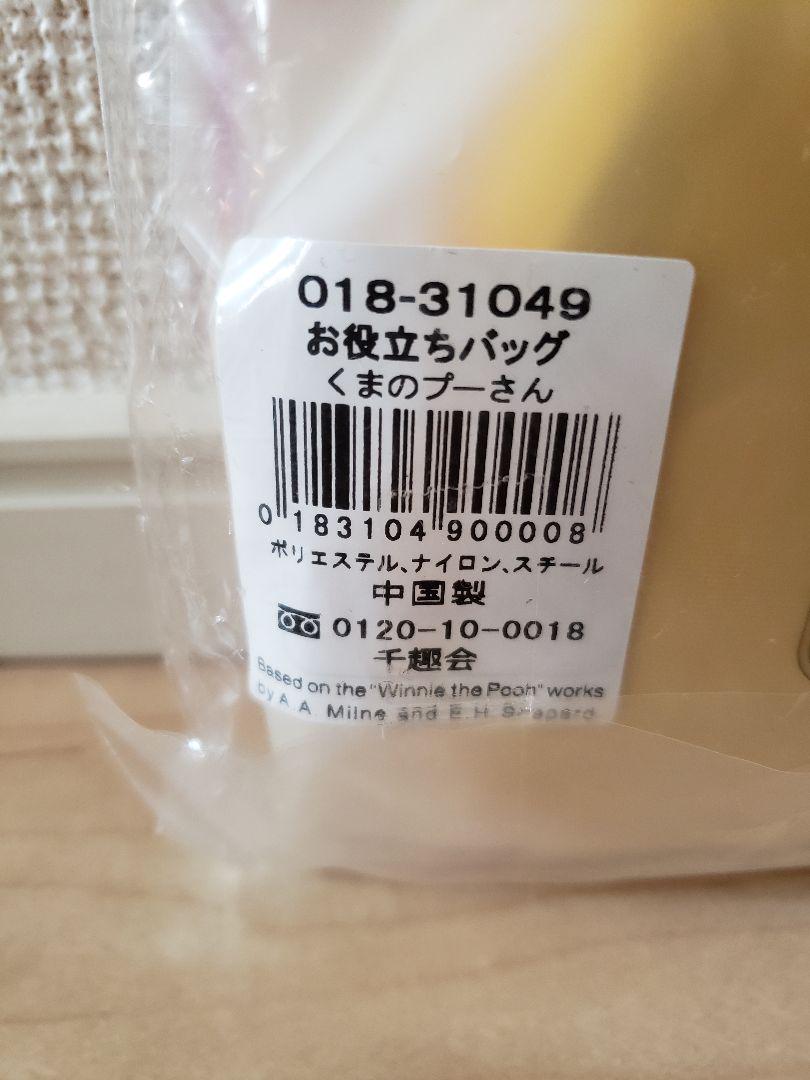 018-31049
お役立ちバッグ
くまのプーさん
0 183104 900008
ポリエステル、ナイロン、スチール
中国製
0120-10-0018
千趣会
Based on the "Winnie the Pooh" works
by A. A. Milne and E.H. Shepard.